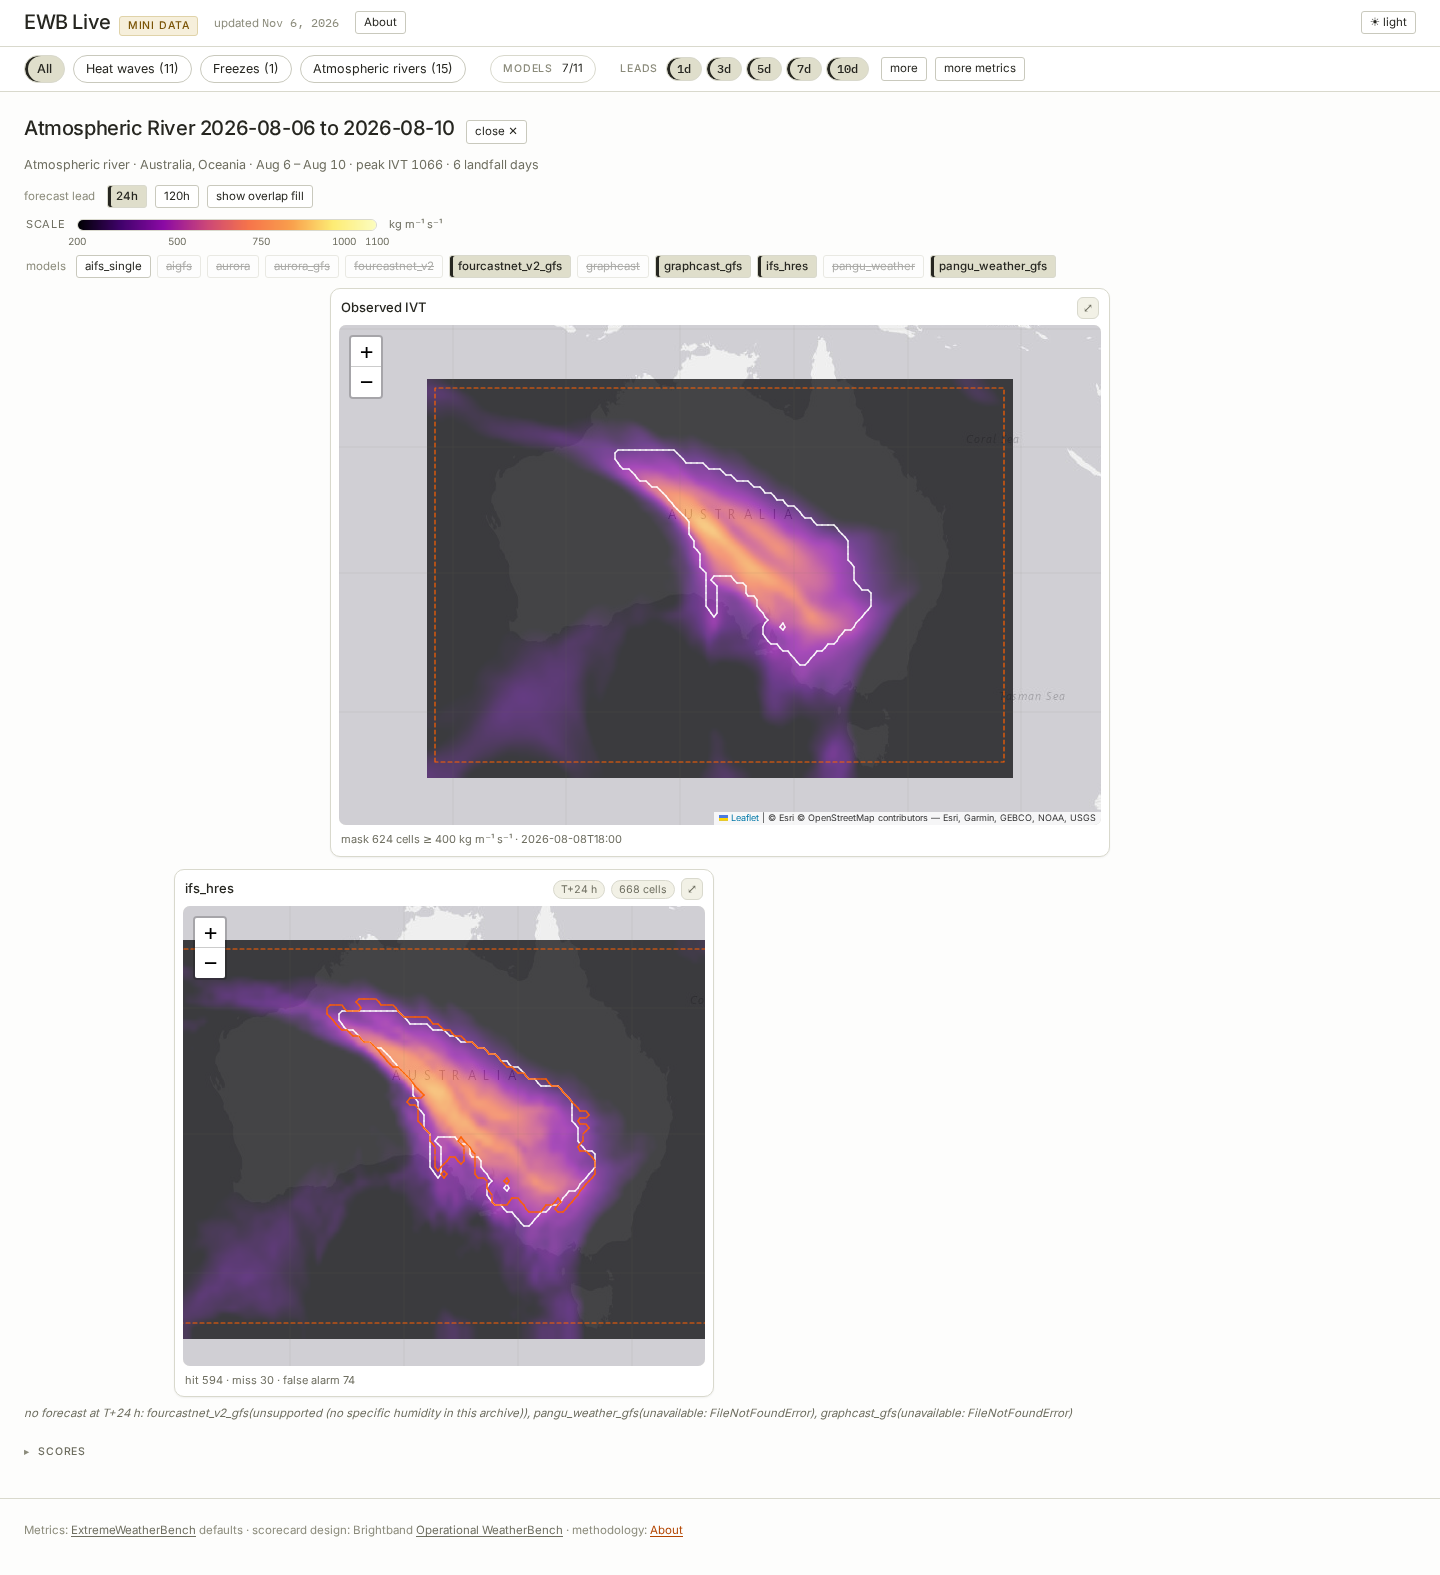 EWB Live MINI DATA updated Nov 6, 2026 About ☀ light
All Heat waves (11) Freezes (1) Atmospheric rivers (15) MODELS 7/11 LEADS 1d 3d 5d 7d 10d more more metrics
Atmospheric River 2026-08-06 to 2026-08-10 close ✕
Atmospheric river · Australia, Oceania · Aug 6 – Aug 10 · peak IVT 1066 · 6 landfall days
forecast lead 24h 120h show overlap fill
SCALE kg m⁻¹ s⁻¹
200 500 750 1000 1100
models aifs_single aigfs aurora aurora_gfs fourcastnet_v2 fourcastnet_v2_gfs graphcast graphcast_gfs ifs_hres pangu_weather pangu_weather_gfs
Observed IVT ⤢
+
−
Coral Sea
AUSTRALIA
sman Sea
Leaflet | © Esri © OpenStreetMap contributors — Esri, Garmin, GEBCO, NOAA, USGS
mask 624 cells ≥ 400 kg m⁻¹ s⁻¹ · 2026-08-08T18:00
ifs_hres T+24 h 668 cells ⤢
+
−
Co
AUSTRALIA
hit 594 · miss 30 · false alarm 74
no forecast at T+24 h: fourcastnet_v2_gfs(unsupported (no specific humidity in this archive)), pangu_weather_gfs(unavailable: FileNotFoundError), graphcast_gfs(unavailable: FileNotFoundError)
▸ SCORES
Metrics: ExtremeWeatherBench defaults · scorecard design: Brightband Operational WeatherBench · methodology: About